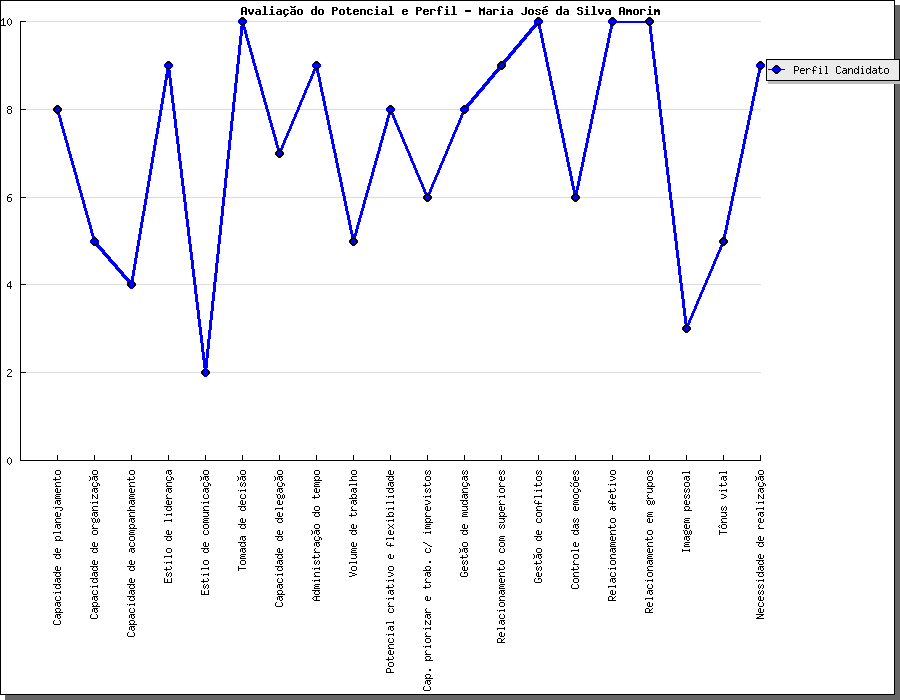 Avaliação do Potencial e Perfil - Maria José da Silva Amorim
10
8
6
4
2
0
Perfil Candidato
Capacidade de planejamento
Capacidade de organização
Capacidade de acompanhamento
Estilo de liderança
Estilo de comunicação
Tomada de decisão
Capacidade de delegação
Administração do tempo
Volume de trabalho
Potencial criativo e flexibilidade
Cap. priorizar e trab. c/ imprevistos
Gestão de mudanças
Relacionamento com superiores
Gestão de conflitos
Controle das emoções
Relacionamento afetivo
Relacionamento em grupos
Imagem pessoal
Tônus vital
Necessidade de realização